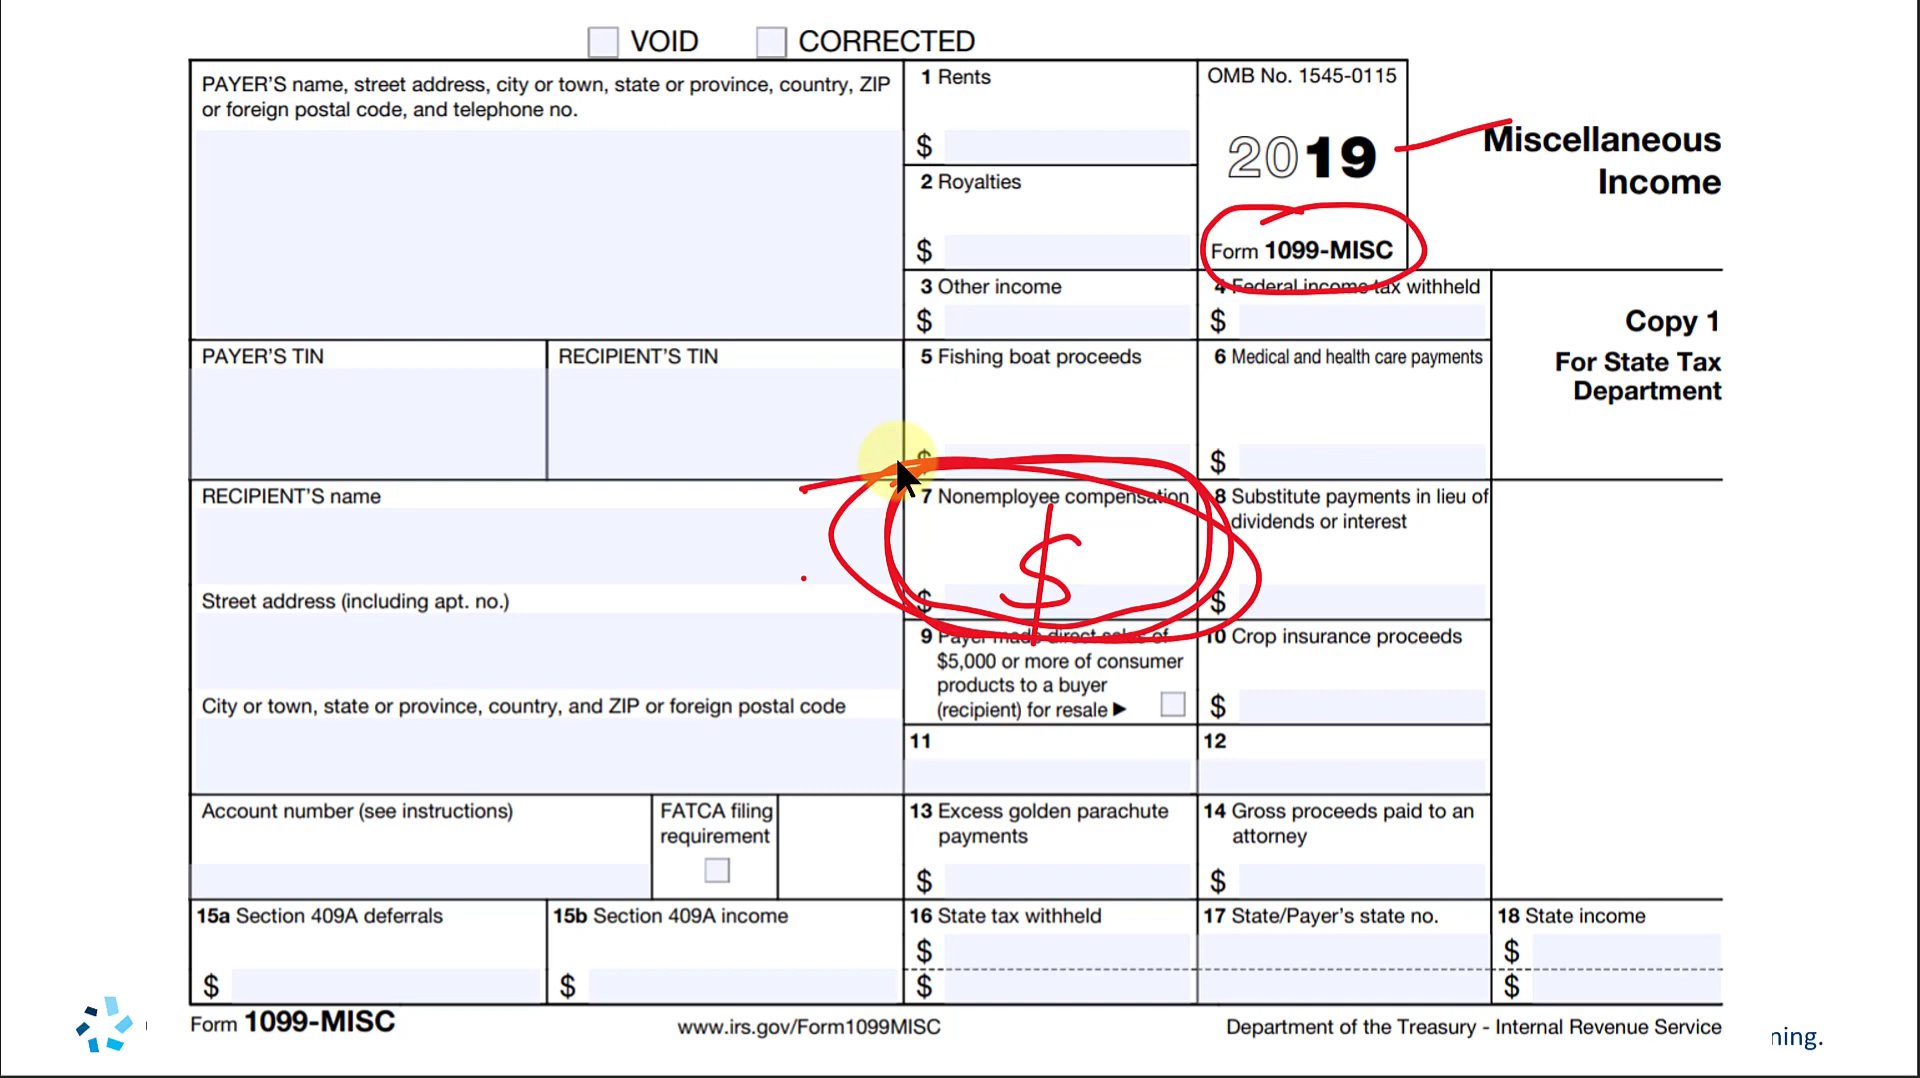 VOID CORRECTED
PAYER'S name, street address, city or town, state or province, country, ZIP
or foreign postal code, and telephone no.
1 Rents
$
2 Royalties
$
OMB No. 1545-0115
2019
Form 1099-MISC
Miscellaneous
Income
3 Other income
$
4 Federal income tax withheld
$
Copy 1
For State Tax
Department
PAYER'S TIN
RECIPIENT'S TIN
5 Fishing boat proceeds
$
6 Medical and health care payments
$
RECIPIENT'S name
7 Nonemployee compensation
$
$
8 Substitute payments in lieu of
dividends or interest
$
Street address (including apt. no.)
9 Payer made direct sales of
$5,000 or more of consumer
products to a buyer
(recipient) for resale ▶
10 Crop insurance proceeds
$
City or town, state or province, country, and ZIP or foreign postal code
11
12
Account number (see instructions)
FATCA filing
requirement
13 Excess golden parachute
payments
$
14 Gross proceeds paid to an
attorney
$
15a Section 409A deferrals
$
15b Section 409A income
$
16 State tax withheld
$
$
17 State/Payer's state no.
18 State income
$
$
Form 1099-MISC
www.irs.gov/Form1099MISC
Department of the Treasury - Internal Revenue Service